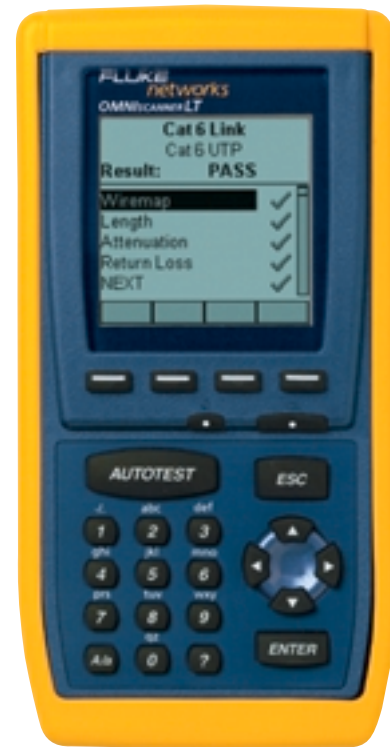 FLUKE
networks
OMNISCANNER LT
Cat 6 Link
Cat 6 UTP
Result: PASS
Wiremap
Length
Attenuation
Return Loss
NEXT
AUTOTEST
ESC
-/. abc def
1 2 3
ghi jkl mno
4 5 6
prs tuv wxy
7 8 9
qz
A/a 0 ?
ENTER